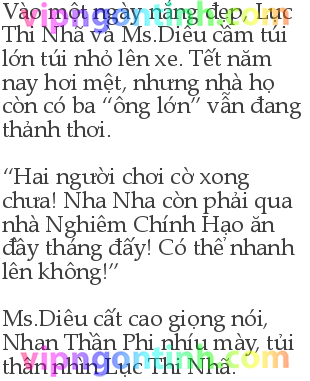 Vào một ngày nắng đẹp, Lục
Thi Nhã và Ms.Diêu cầm túi
lớn túi nhỏ lên xe. Tết năm
nay hơi mệt, nhưng nhà họ
còn có ba “ông lớn” vẫn đang
thảnh thơi.

“Hai người chơi cờ xong
chưa! Nha Nha còn phải qua
nhà Nghiêm Chính Hạo ăn
đầy tháng đấy! Có thể nhanh
lên không!”

Ms.Diêu cất cao giọng nói,
Nhan Thần Phi nhíu mày, tủi
thân nhìn Lục Thi Nhã.
vipngontinh.com
vipngontinh.com